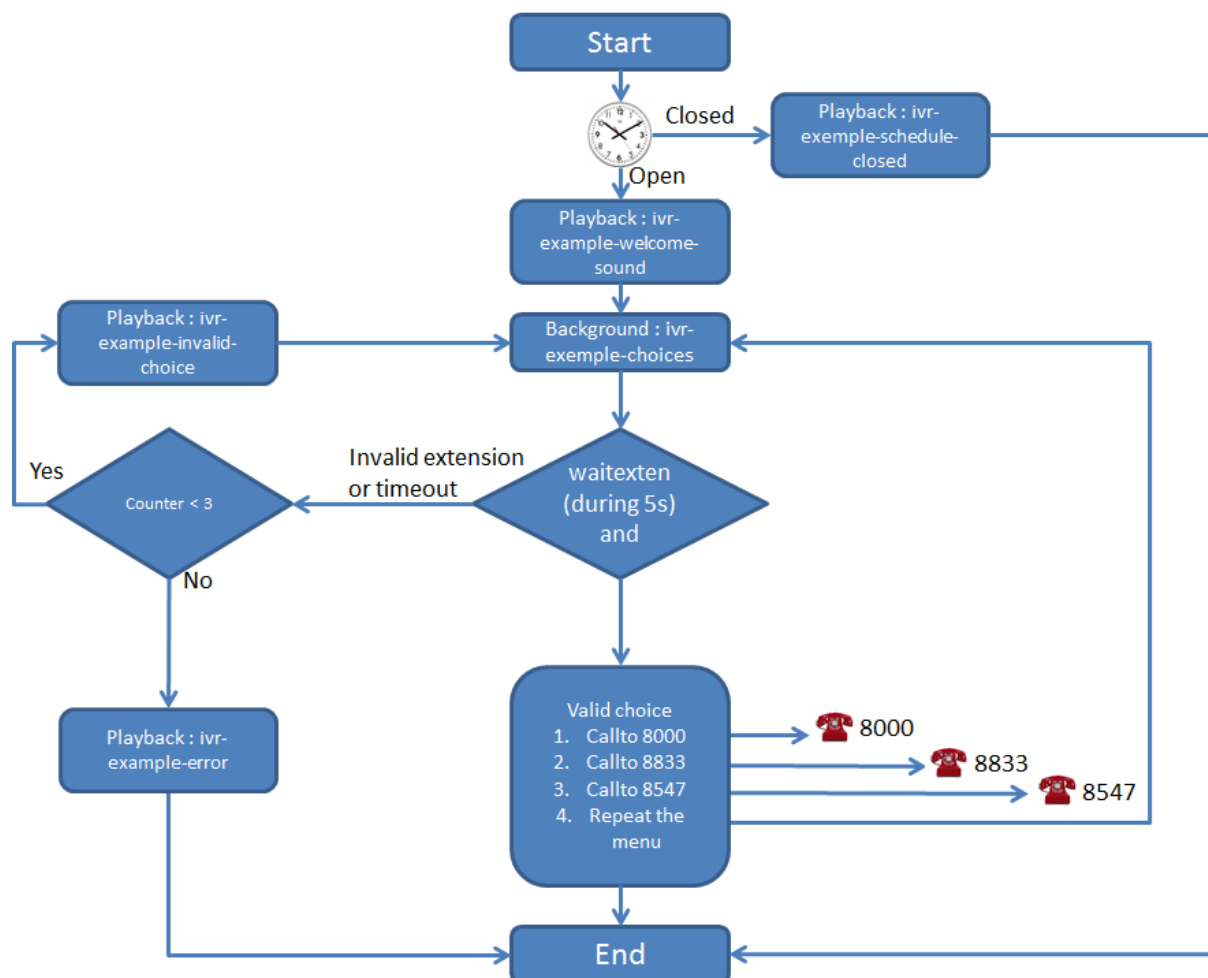 Start
Closed
Playback : ivr-
exemple-schedule-
closed
Open
Playback : ivr-
example-welcome-
sound
Playback : ivr-
example-invalid-
choice
Background : ivr-
exemple-choices
Yes
Counter < 3
Invalid extension
or timeout
waitexten
(during 5s)
and
No
Playback : ivr-
example-error
Valid choice
1. Callto 8000
2. Callto 8833
3. Callto 8547
4. Repeat the
menu
8000
8833
8547
End